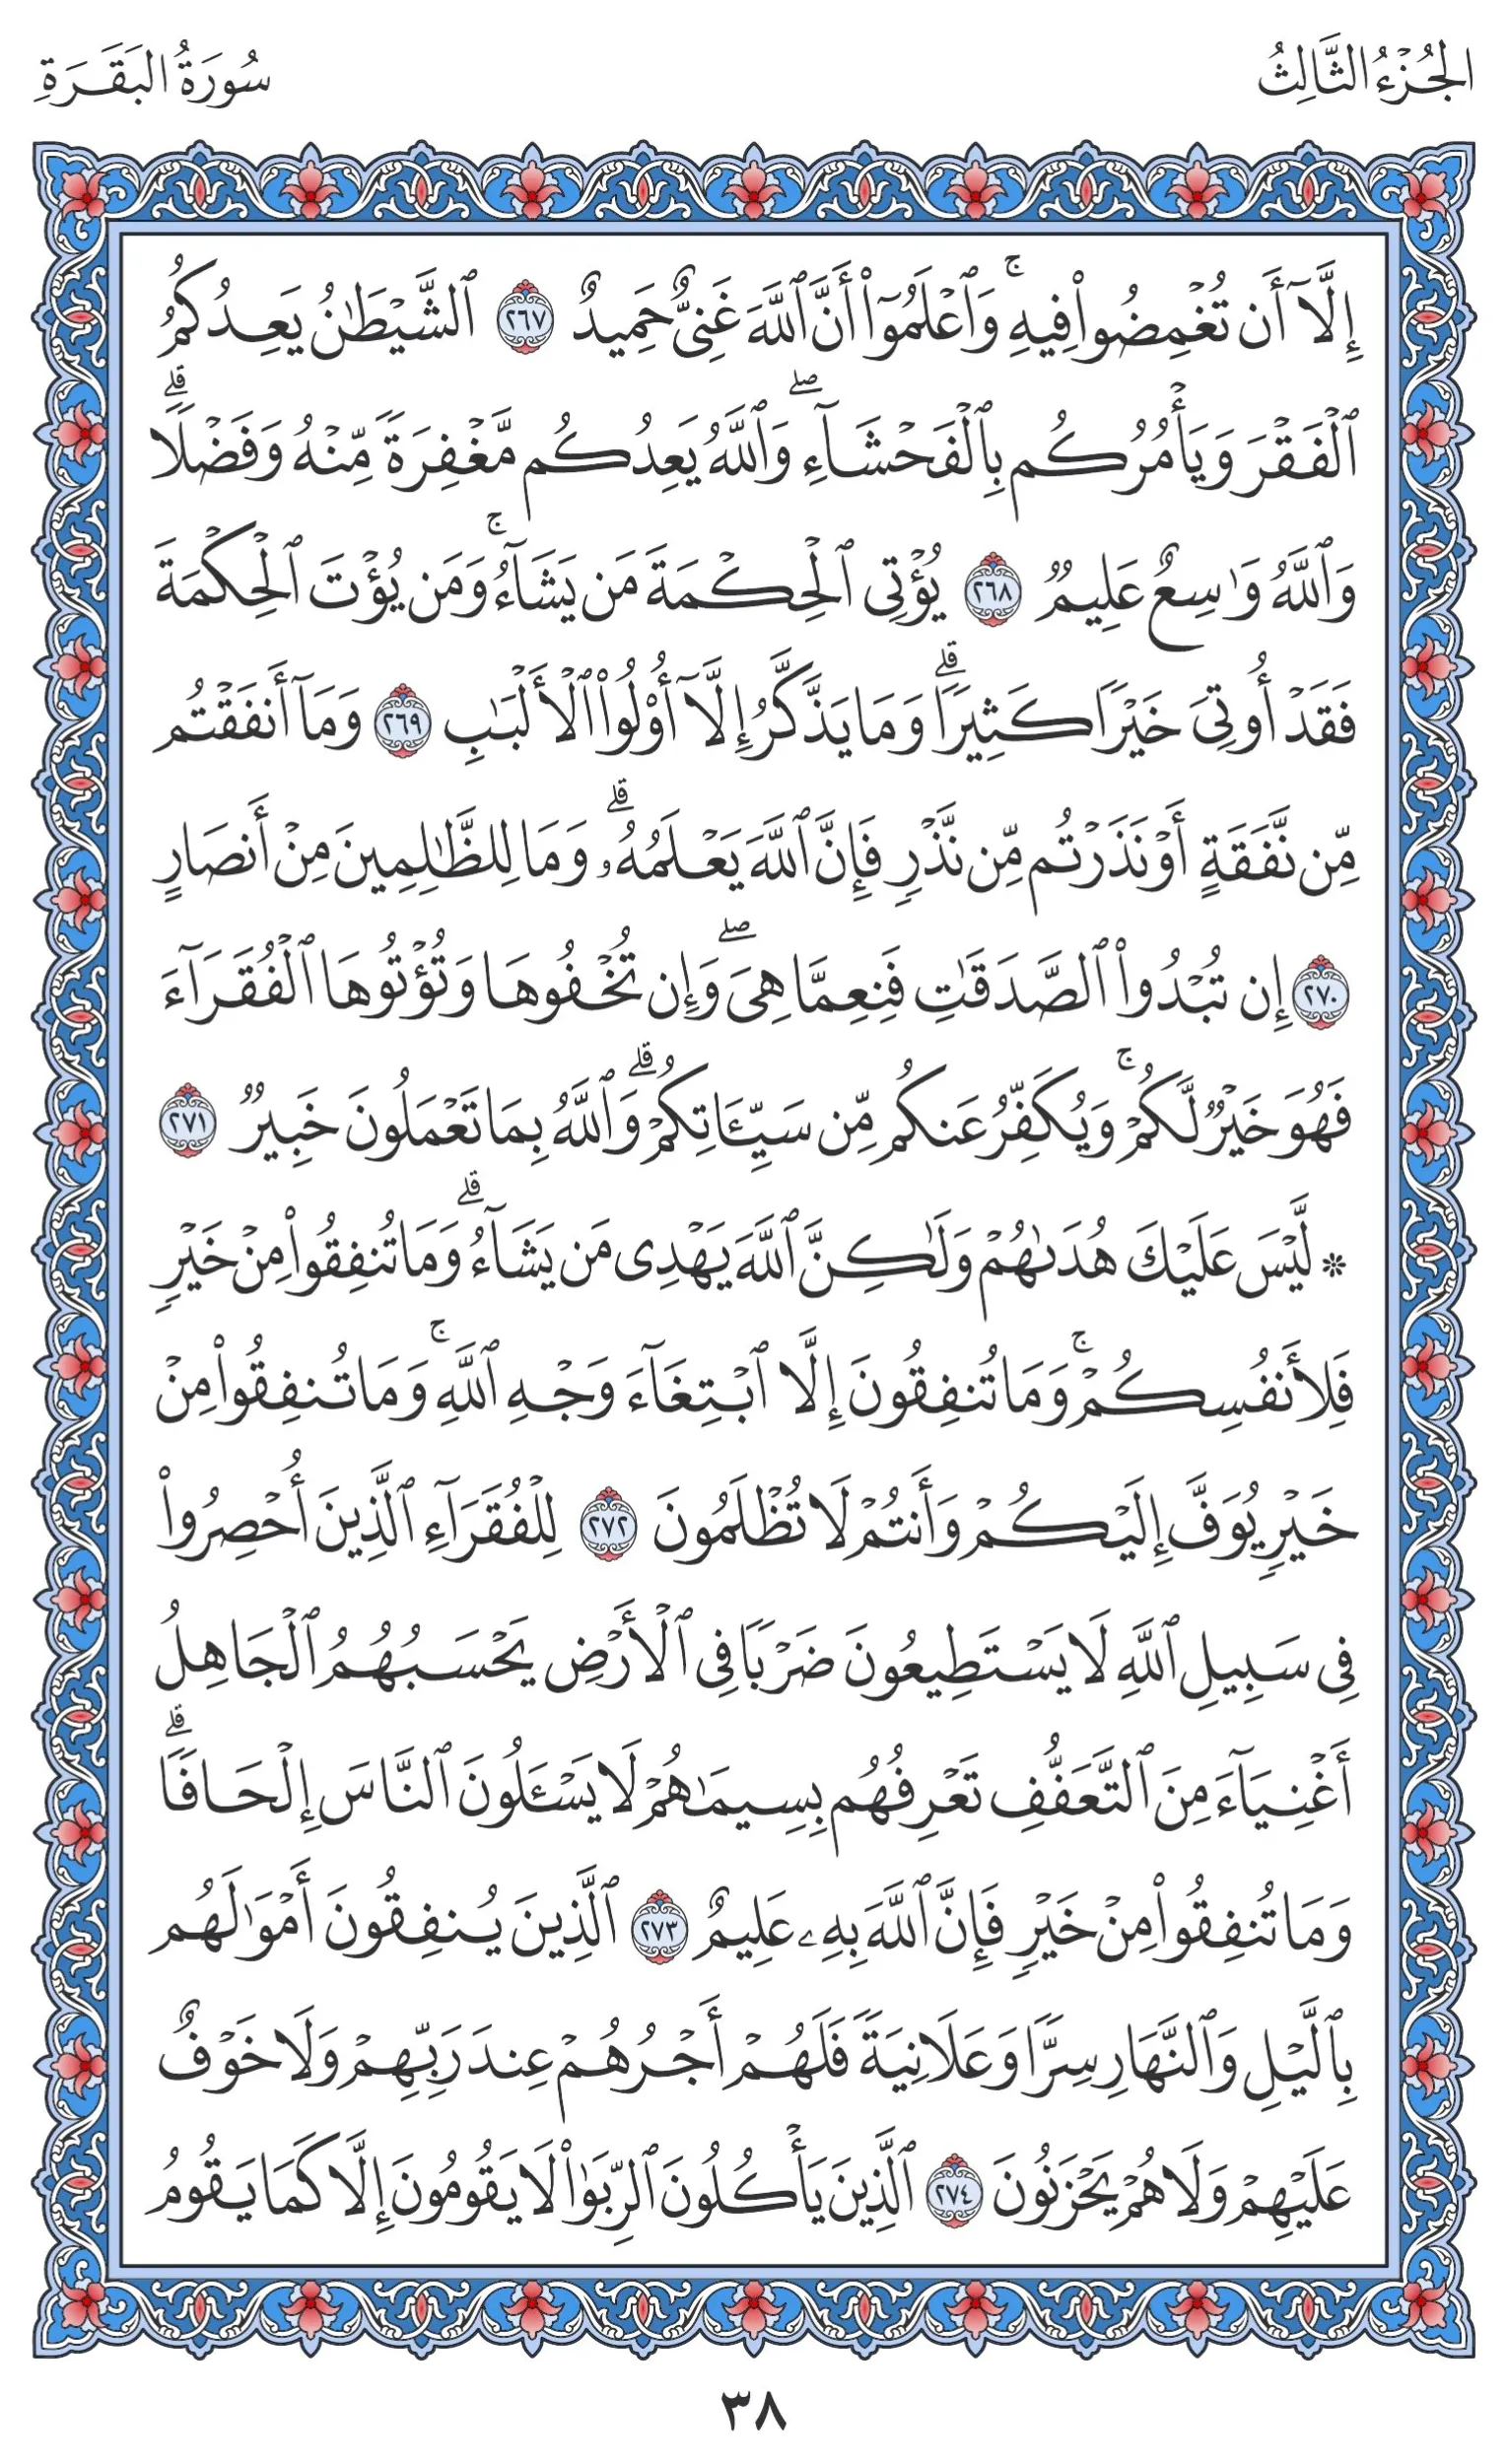 الجُزْءُ الثَّالِثُ
سُورَةُ البَقَرَةِ
إِلَّآ أَن تُغْمِضُوا۟ فِيهِ ۚ وَٱعْلَمُوٓا۟ أَنَّ ٱللَّهَ غَنِىٌّ حَمِيدٌ ٢٦٧ ٱلشَّيْطَـٰنُ يَعِدُكُمُ
ٱلْفَقْرَ وَيَأْمُرُكُم بِٱلْفَحْشَآءِ ۖ وَٱللَّهُ يَعِدُكُم مَّغْفِرَةً مِّنْهُ وَفَضْلًا ۗ
وَٱللَّهُ وَٰسِعٌ عَلِيمٌ ٢٦٨ يُؤْتِى ٱلْحِكْمَةَ مَن يَشَآءُ ۚ وَمَن يُؤْتَ ٱلْحِكْمَةَ
فَقَدْ أُوتِىَ خَيْرًا كَثِيرًا ۗ وَمَا يَذَّكَّرُ إِلَّآ أُو۟لُوا۟ ٱلْأَلْبَـٰبِ ٢٦٩ وَمَآ أَنفَقْتُم
مِّن نَّفَقَةٍ أَوْ نَذَرْتُم مِّن نَّذْرٍ فَإِنَّ ٱللَّهَ يَعْلَمُهُۥ ۗ وَمَا لِلظَّـٰلِمِينَ مِنْ أَنصَارٍ
٢٧٠ إِن تُبْدُوا۟ ٱلصَّدَقَـٰتِ فَنِعِمَّا هِىَ ۖ وَإِن تُخْفُوهَا وَتُؤْتُوهَا ٱلْفُقَرَآءَ
فَهُوَ خَيْرٌ لَّكُمْ ۚ وَيُكَفِّرُ عَنكُم مِّن سَيِّـَٔاتِكُمْ ۗ وَٱللَّهُ بِمَا تَعْمَلُونَ خَبِيرٌ ٢٧١
* لَّيْسَ عَلَيْكَ هُدَىٰهُمْ وَلَـٰكِنَّ ٱللَّهَ يَهْدِى مَن يَشَآءُ ۗ وَمَا تُنفِقُوا۟ مِنْ خَيْرٍ
فَلِأَنفُسِكُمْ ۚ وَمَا تُنفِقُونَ إِلَّا ٱبْتِغَآءَ وَجْهِ ٱللَّهِ ۚ وَمَا تُنفِقُوا۟ مِنْ
خَيْرٍ يُوَفَّ إِلَيْكُمْ وَأَنتُمْ لَا تُظْلَمُونَ ٢٧٢ لِلْفُقَرَآءِ ٱلَّذِينَ أُحْصِرُوا۟
فِى سَبِيلِ ٱللَّهِ لَا يَسْتَطِيعُونَ ضَرْبًا فِى ٱلْأَرْضِ يَحْسَبُهُمُ ٱلْجَاهِلُ
أَغْنِيَآءَ مِنَ ٱلتَّعَفُّفِ تَعْرِفُهُم بِسِيمَـٰهُمْ لَا يَسْـَٔلُونَ ٱلنَّاسَ إِلْحَافًا ۗ
وَمَا تُنفِقُوا۟ مِنْ خَيْرٍ فَإِنَّ ٱللَّهَ بِهِۦ عَلِيمٌ ٢٧٣ ٱلَّذِينَ يُنفِقُونَ أَمْوَٰلَهُم
بِٱلَّيْلِ وَٱلنَّهَارِ سِرًّا وَعَلَانِيَةً فَلَهُمْ أَجْرُهُمْ عِندَ رَبِّهِمْ وَلَا خَوْفٌ
عَلَيْهِمْ وَلَا هُمْ يَحْزَنُونَ ٢٧٤ ٱلَّذِينَ يَأْكُلُونَ ٱلرِّبَوٰا۟ لَا يَقُومُونَ إِلَّا كَمَا يَقُومُ
٣٨